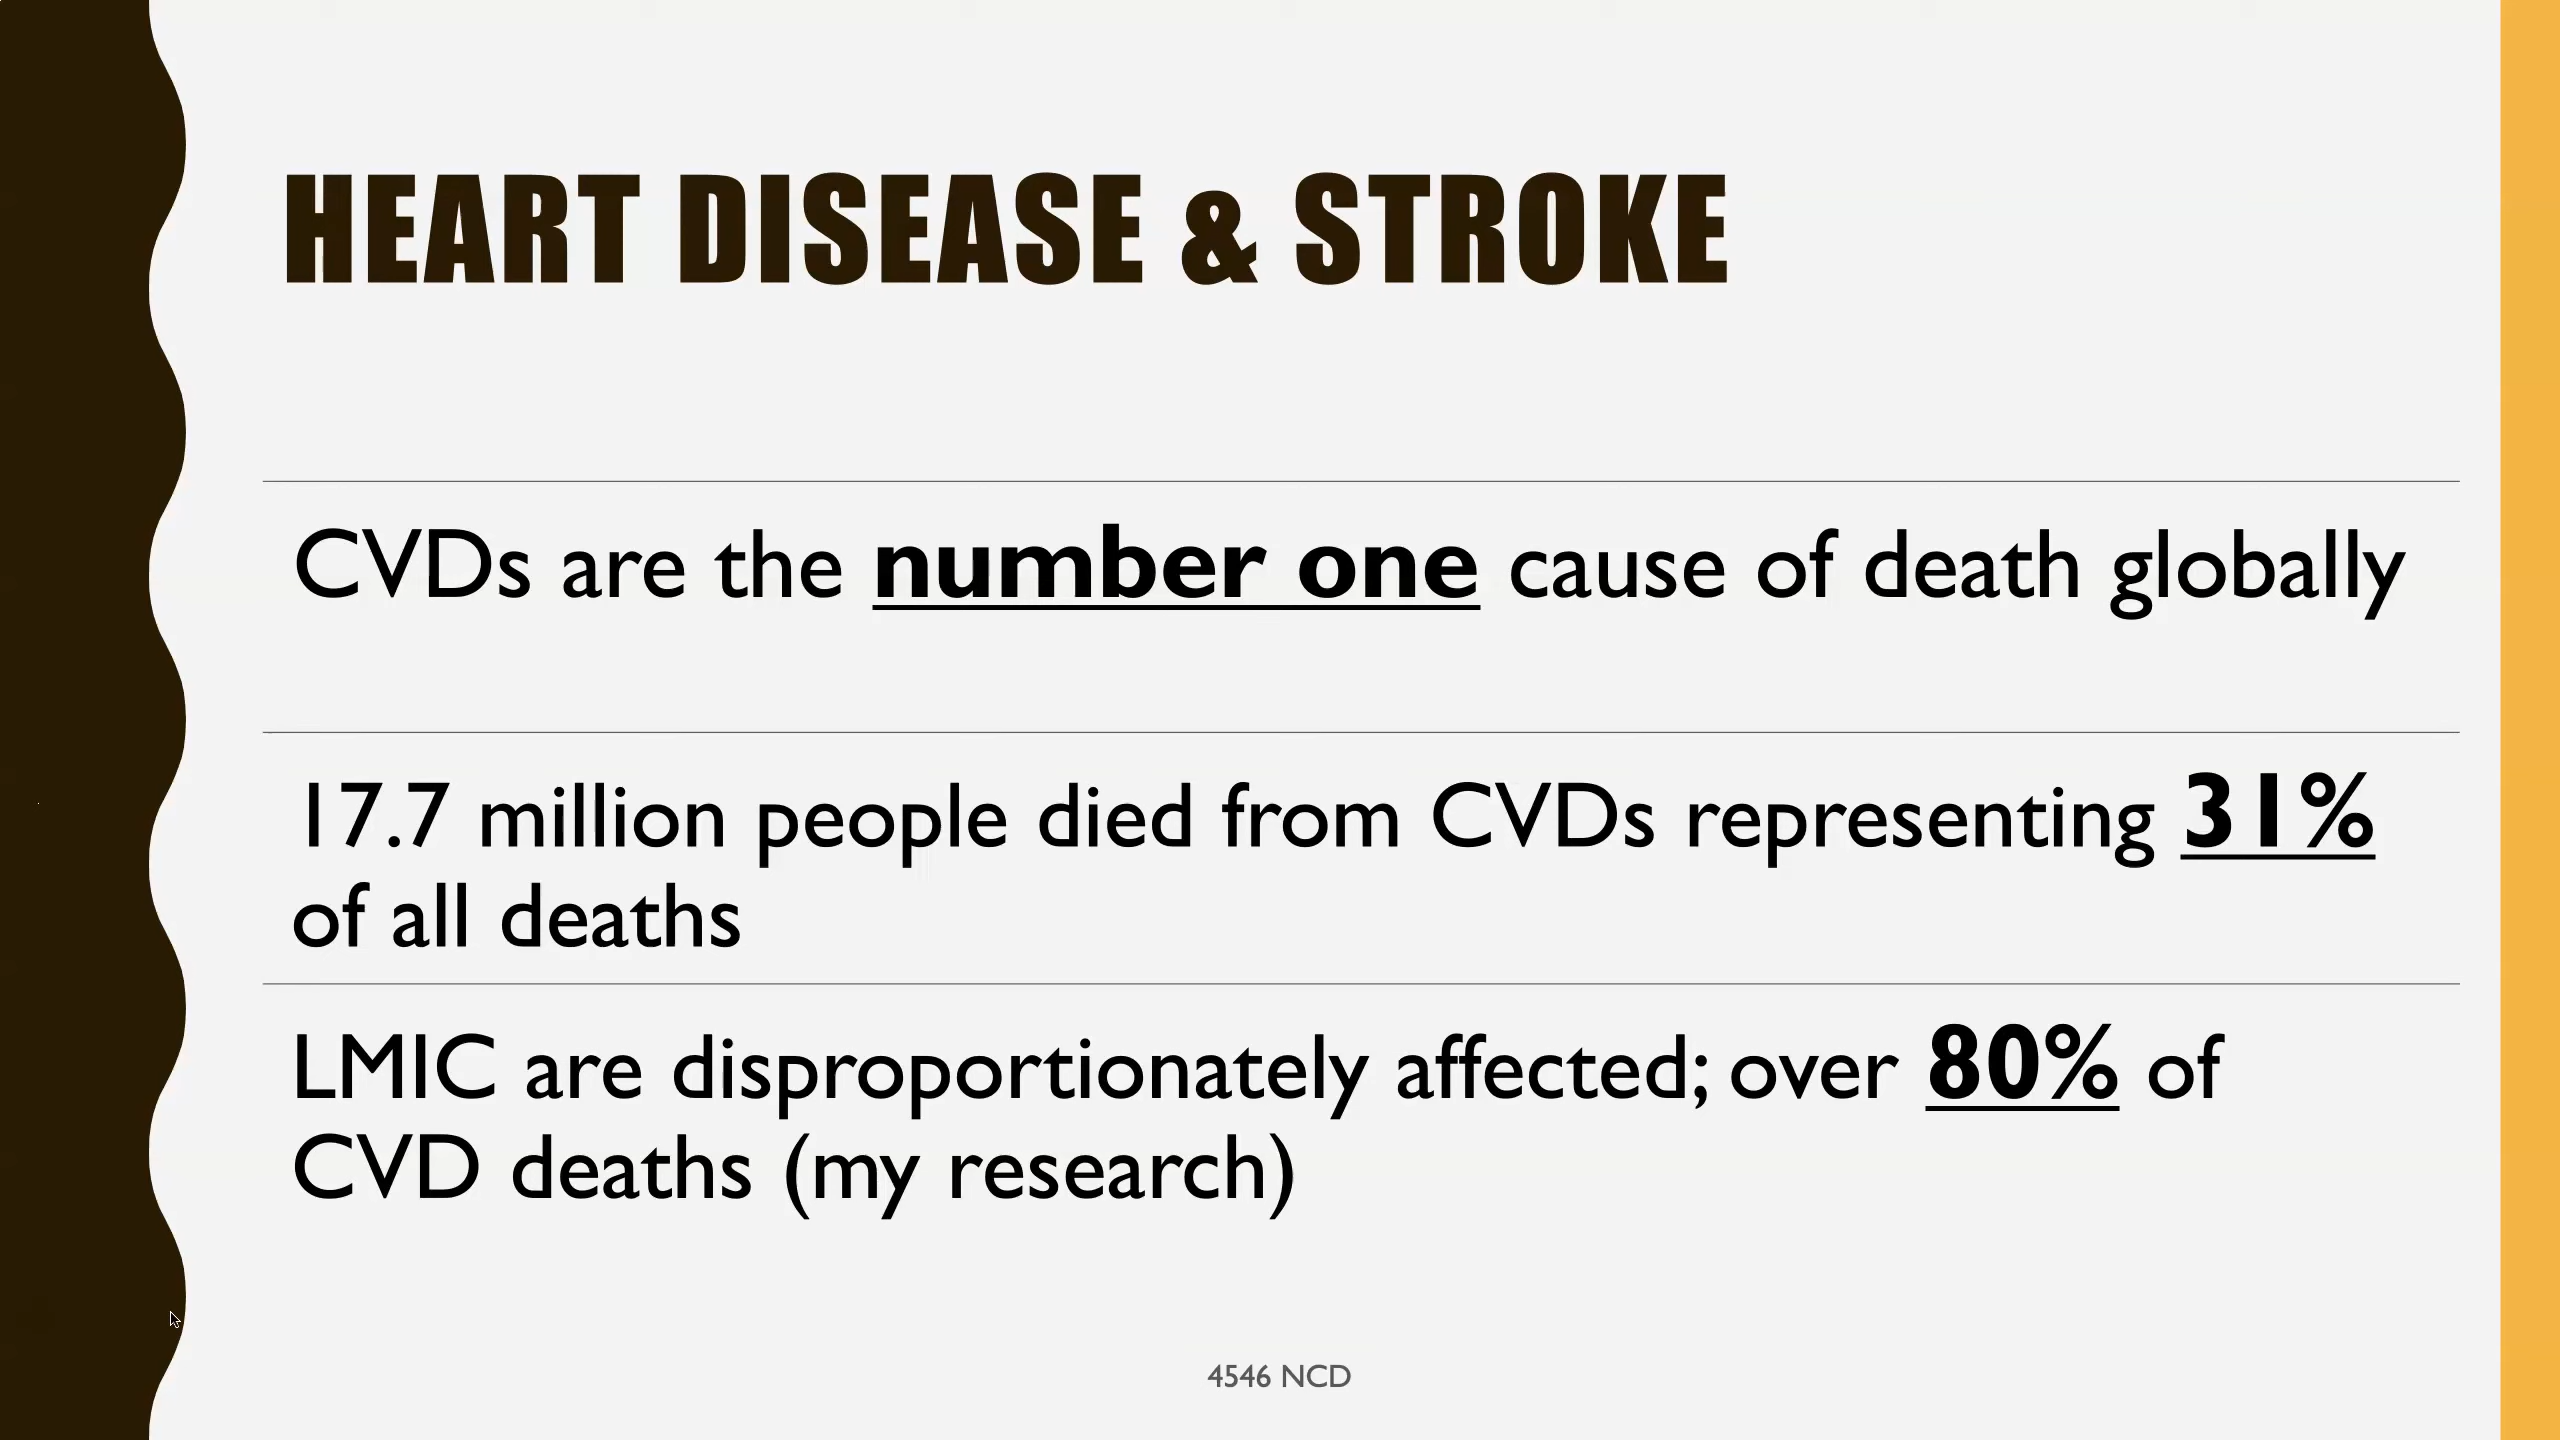 HEART DISEASE & STROKE
CVDs are the number one cause of death globally
17.7 million people died from CVDs representing 31%
of all deaths
LMIC are disproportionately affected; over 80% of
CVD deaths (my research)
4546 NCD